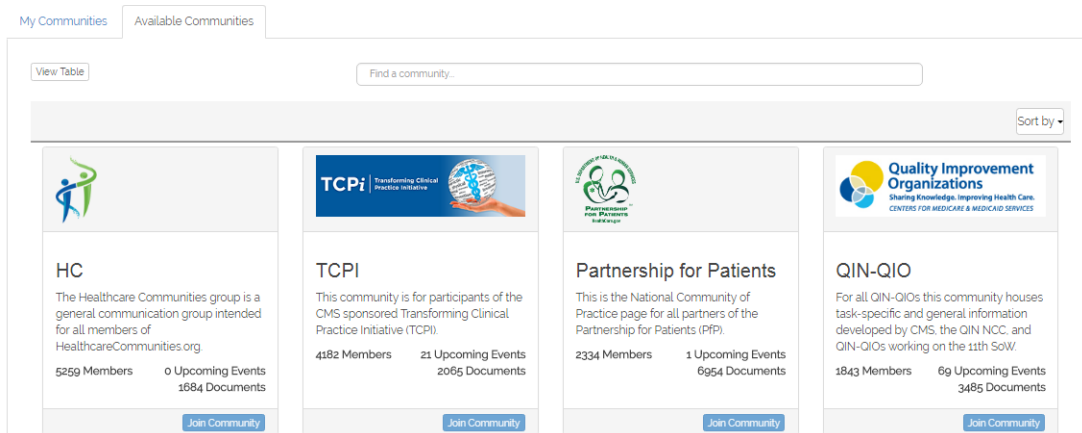 My Communities
Available Communities
View Table
Find a community...
Sort by
TCPi Transforming Clinical
Practice Initiative
U.S. DEPARTMENT OF HEALTH & HUMAN SERVICES
PARTNERSHIP
FOR PATIENTS
HealthCare.gov
Quality Improvement
Organizations
Sharing Knowledge. Improving Health Care.
CENTERS FOR MEDICARE & MEDICAID SERVICES
HC
The Healthcare Communities group is a
general communication group intended
for all members of
HealthcareCommunities.org.
5259 Members
0 Upcoming Events
1684 Documents
Join Community
TCPI
This community is for participants of the
CMS sponsored Transforming Clinical
Practice Initiative (TCPI).
4182 Members
21 Upcoming Events
2065 Documents
Join Community
Partnership for Patients
This is the National Community of
Practice page for all partners of the
Partnership for Patients (PfP).
2334 Members
1 Upcoming Events
6954 Documents
Join Community
QIN-QIO
For all QIN-QIOs this community houses
task-specific and general information
developed by CMS, the QIN NCC, and
QIN-QIOs working on the 11th SoW.
1843 Members
69 Upcoming Events
3485 Documents
Join Community